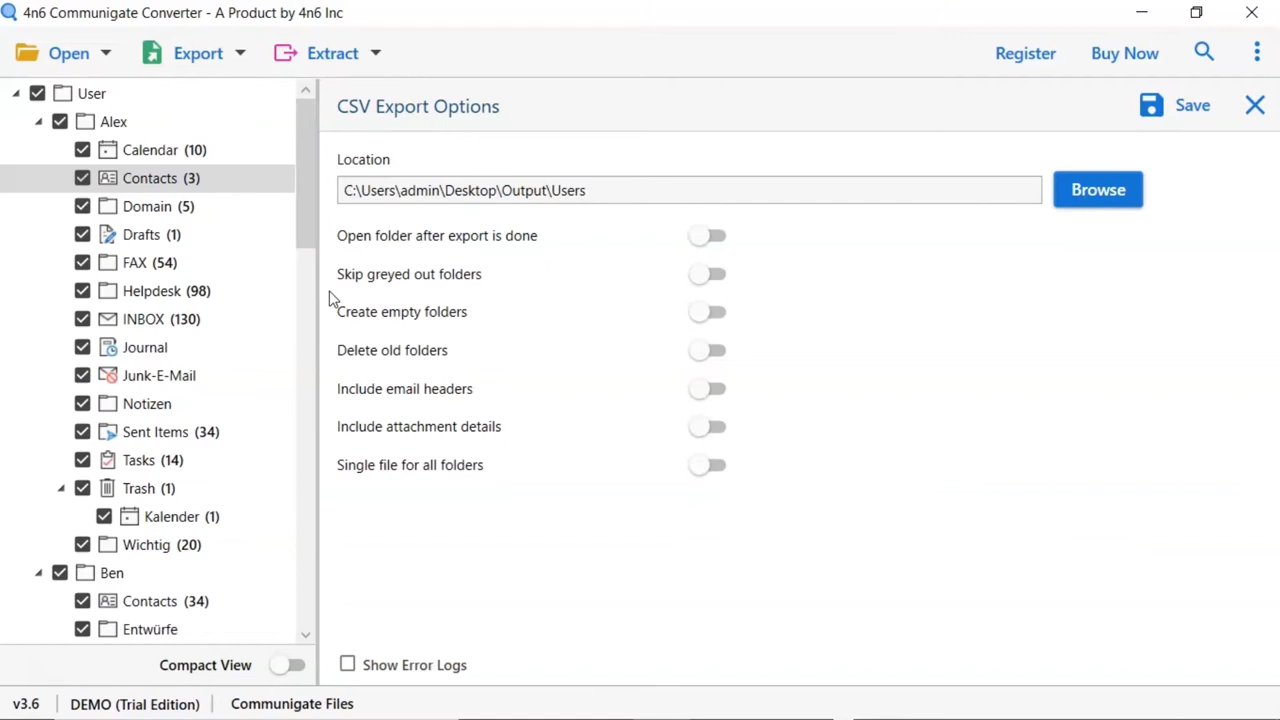 4n6 Communigate Converter - A Product by 4n6 Inc
Open Export Extract Register Buy Now
User
Alex
Calendar (10)
Contacts (3)
Domain (5)
Drafts (1)
FAX (54)
Helpdesk (98)
INBOX (130)
Journal
Junk-E-Mail
Notizen
Sent Items (34)
Tasks (14)
Trash (1)
Kalender (1)
Wichtig (20)
Ben
Contacts (34)
Entwürfe
Compact View
CSV Export Options Save
Location
C:\Users\admin\Desktop\Output\Users Browse
Open folder after export is done
Skip greyed out folders
Create empty folders
Delete old folders
Include email headers
Include attachment details
Single file for all folders
Show Error Logs
v3.6 DEMO (Trial Edition) Communigate Files